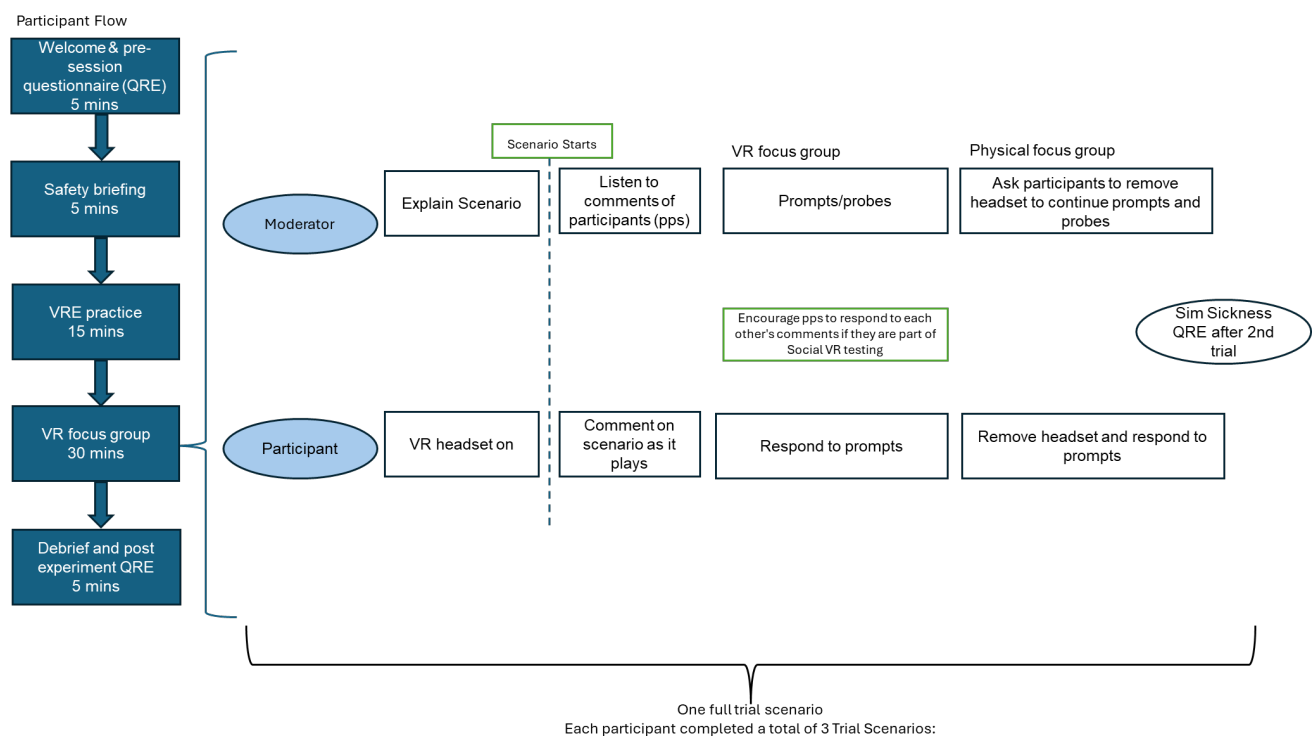 Participant Flow
Welcome & pre-
session
questionnaire (QRE)
5 mins
Safety briefing
5 mins
VRE practice
15 mins
VR focus group
30 mins
Debrief and post
experiment QRE
5 mins
Scenario Starts
VR focus group
Physical focus group
Moderator
Explain Scenario
Listen to
comments of
participants (pps)
Prompts/probes
Ask participants to remove
headset to continue prompts and
probes
Encourage pps to respond to each
other's comments if they are part of
Social VR testing
Sim Sickness
QRE after 2nd
trial
Participant
VR headset on
Comment on
scenario as it
plays
Respond to prompts
Remove headset and respond to
prompts
One full trial scenario
Each participant completed a total of 3 Trial Scenarios: